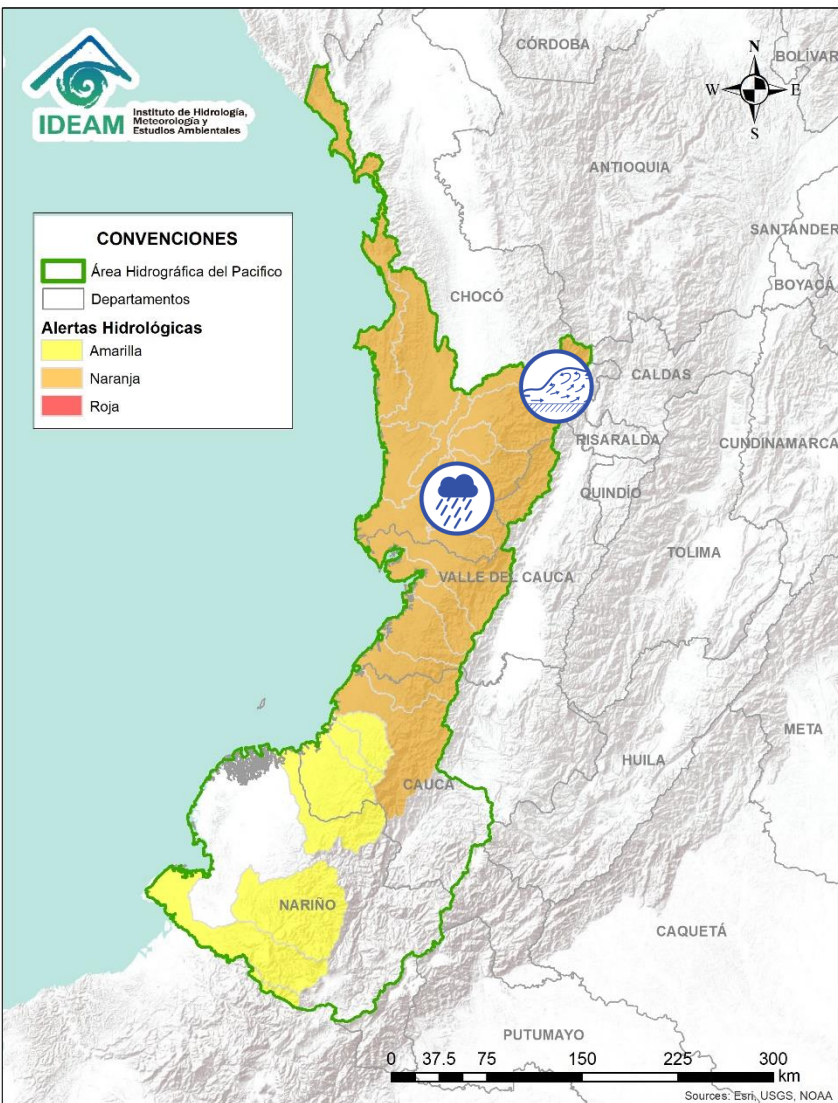 IDEAM
Instituto de Hidrología,
Meteorología y
Estudios Ambientales
CONVENCIONES
Área Hidrográfica del Pacifico
Departamentos
Alertas Hidrológicas
Amarilla
Naranja
Roja
N
W
E
S
CÓRDOBA
BOLÍVAR
ANTIOQUIA
SANTANDER
BOYACÁ
CHOCÓ
CALDAS
RISARALDA
CUNDINAMARCA
QUINDÍO
TOLIMA
VALLE DEL CAUCA
META
HUILA
CAUCA
NARIÑO
CAQUETÁ
PUTUMAYO
0 37.5 75 150 225 300
km
Sources: Esri, USGS, NOAA